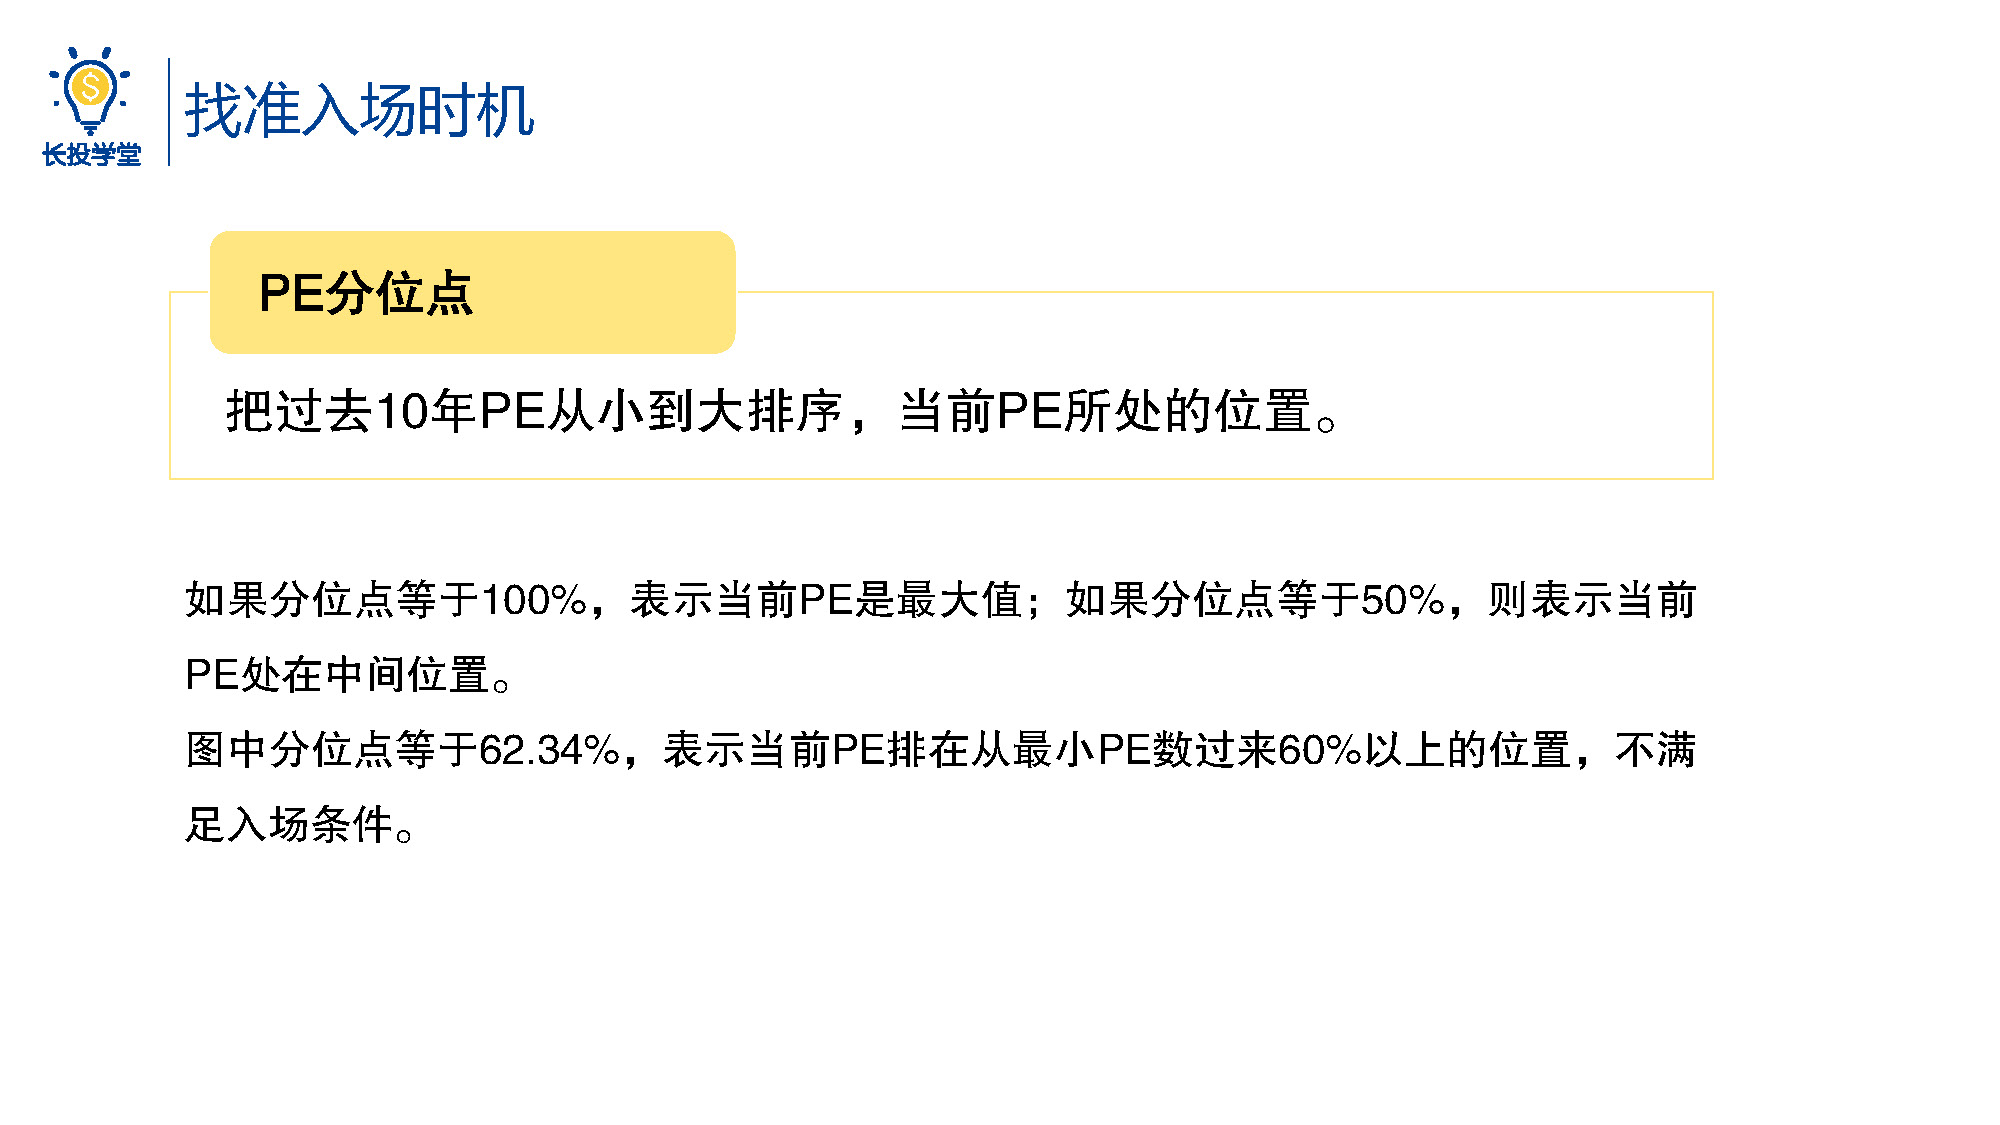 长投学堂
找准入场时机
PE分位点
把过去10年PE从小到大排序，当前PE所处的位置。
如果分位点等于100%，表示当前PE是最大值；如果分位点等于50%，则表示当前
PE处在中间位置。
图中分位点等于62.34%，表示当前PE排在从最小PE数过来60%以上的位置，不满
足入场条件。